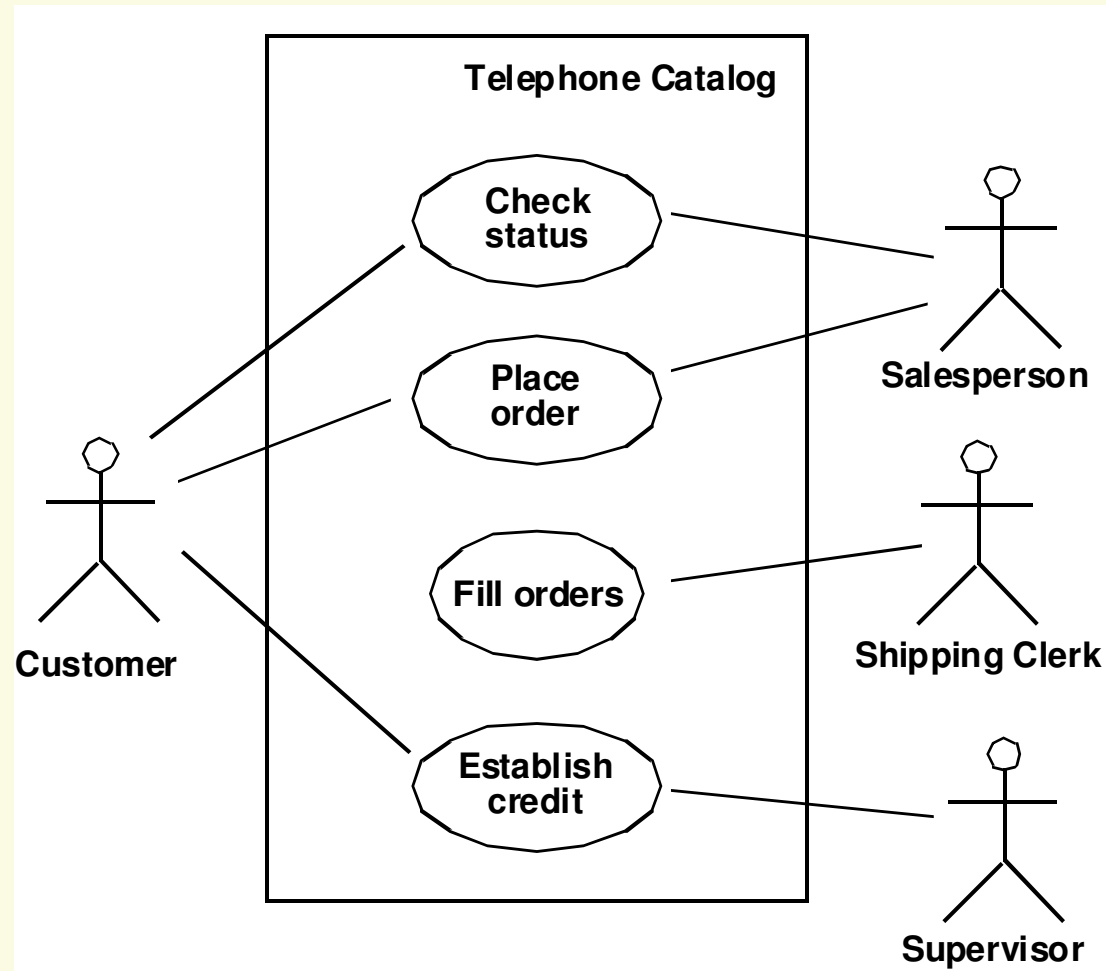 Telephone Catalog
Check
status
Place
order
Salesperson
Fill orders
Customer
Shipping Clerk
Establish
credit
Supervisor